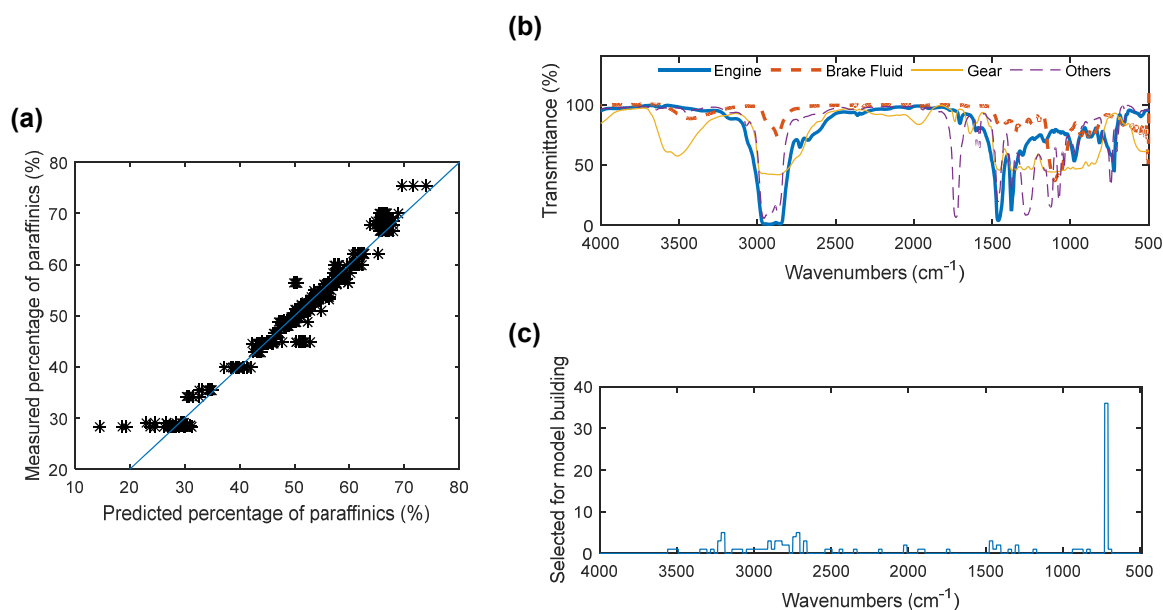 (a)
Measured percentage of paraffinics (%)
80
70
60
50
40
30
20
10 20 30 40 50 60 70 80
Predicted percentage of paraffinics (%)
(b)
Engine Brake Fluid Gear Others
Transmittance (%)
100
50
0
4000 3500 3000 2500 2000 1500 1000 500
Wavenumbers (cm⁻¹)
(c)
Selected for model building
40
30
20
10
0
4000 3500 3000 2500 2000 1500 1000 500
Wavenumbers (cm⁻¹)